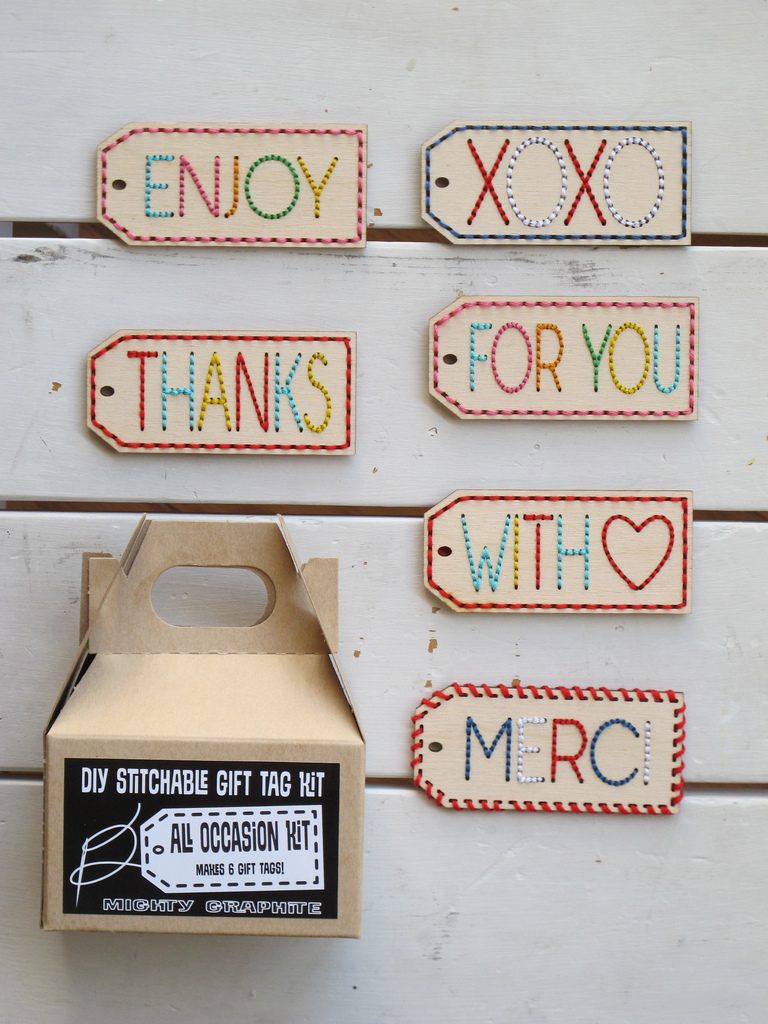 ENJOY
XOXO
THANKS
FOR YOU
WITH
MERCI
DIY STITCHABLE GIFT TAG KIT
ALL OCCASION KIT
MAKES 6 GIFT TAGS!
MIGHTY GRAPHITE